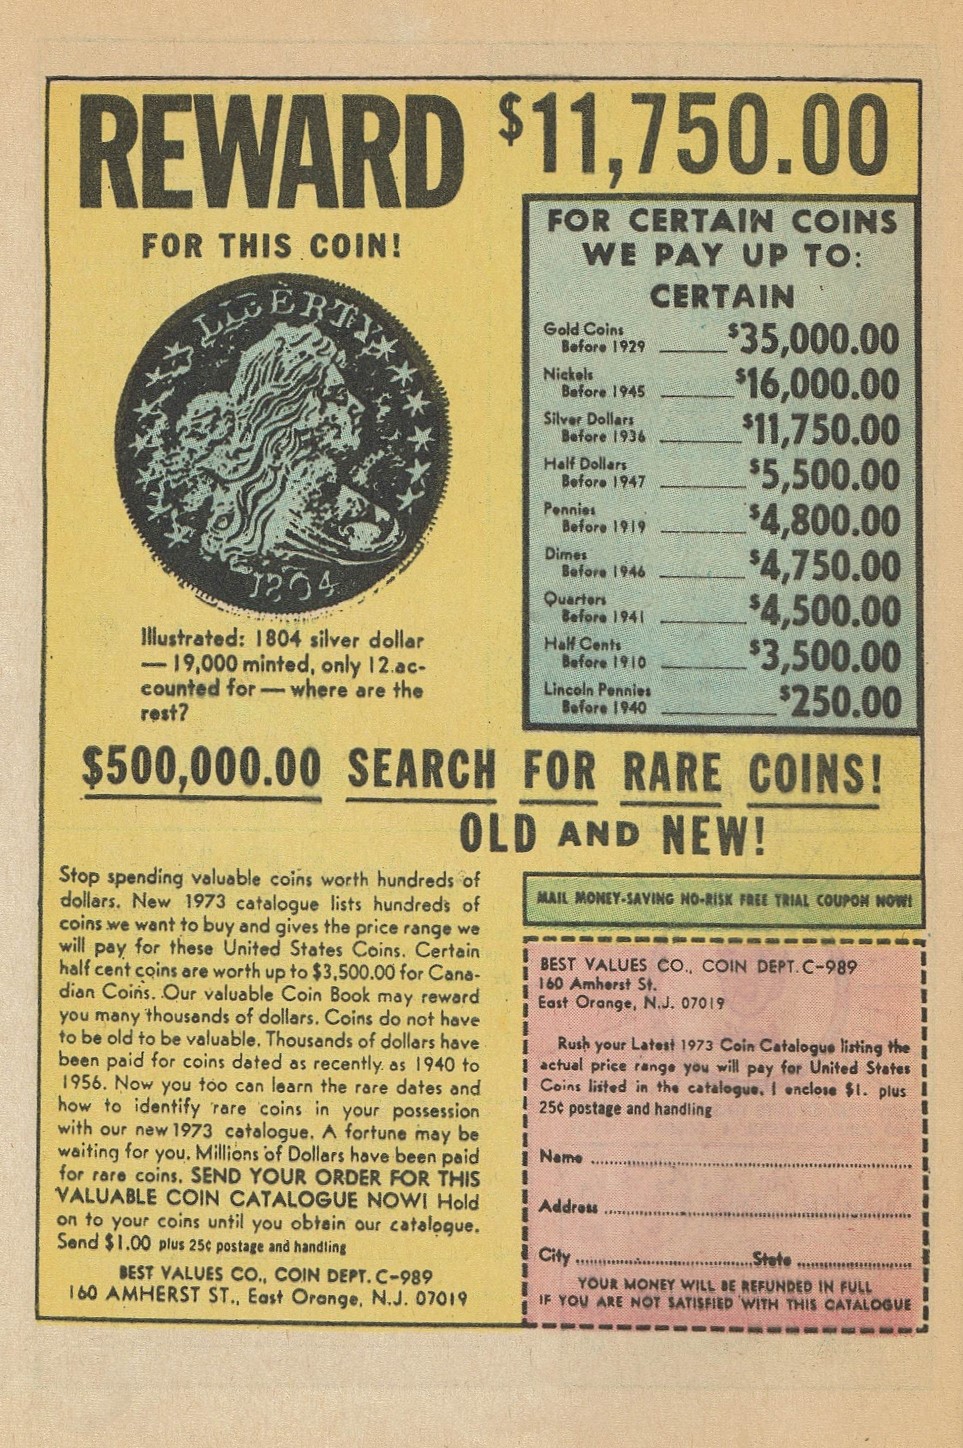 REWARD $11,750.00
FOR THIS COIN!
LIBERTY
1804
Illustrated: 1804 silver dollar
— 19,000 minted, only 12 ac-
counted for — where are the
rest?
FOR CERTAIN COINS
WE PAY UP TO:
CERTAIN
Gold Coins
Before 1929 $35,000.00
Nickels
Before 1945 $16,000.00
Silver Dollars
Before 1936 $11,750.00
Half Dollars
Before 1947 $5,500.00
Pennies
Before 1919 $4,800.00
Dimes
Before 1946 $4,750.00
Quarters
Before 1941 $4,500.00
Half Cents
Before 1910 $3,500.00
Lincoln Pennies
Before 1940 $250.00
$500,000.00 SEARCH FOR RARE COINS!
OLD AND NEW!
Stop spending valuable coins worth hundreds of
dollars. New 1973 catalogue lists hundreds of
coins we want to buy and gives the price range we
will pay for these United States Coins. Certain
half cent coins are worth up to $3,500.00 for Cana-
dian Coins. Our valuable Coin Book may reward
you many thousands of dollars. Coins do not have
to be old to be valuable. Thousands of dollars have
been paid for coins dated as recently as 1940 to
1956. Now you too can learn the rare dates and
how to identify rare coins in your possession
with our new 1973 catalogue. A fortune may be
waiting for you. Millions of Dollars have been paid
for rare coins. SEND YOUR ORDER FOR THIS
VALUABLE COIN CATALOGUE NOW! Hold
on to your coins until you obtain our catalogue.
Send $1.00 plus 25¢ postage and handling
BEST VALUES CO., COIN DEPT. C-989
160 AMHERST ST., East Orange, N.J. 07019
MAIL MONEY-SAVING NO-RISK FREE TRIAL COUPON NOW!
BEST VALUES CO., COIN DEPT. C-989
160 Amherst St.
East Orange, N.J. 07019
Rush your Latest 1973 Coin Catalogue listing the
actual price range you will pay for United States
Coins listed in the catalogue. I enclose $1. plus
25¢ postage and handling
Name
Address
City State
YOUR MONEY WILL BE REFUNDED IN FULL
IF YOU ARE NOT SATISFIED WITH THIS CATALOGUE